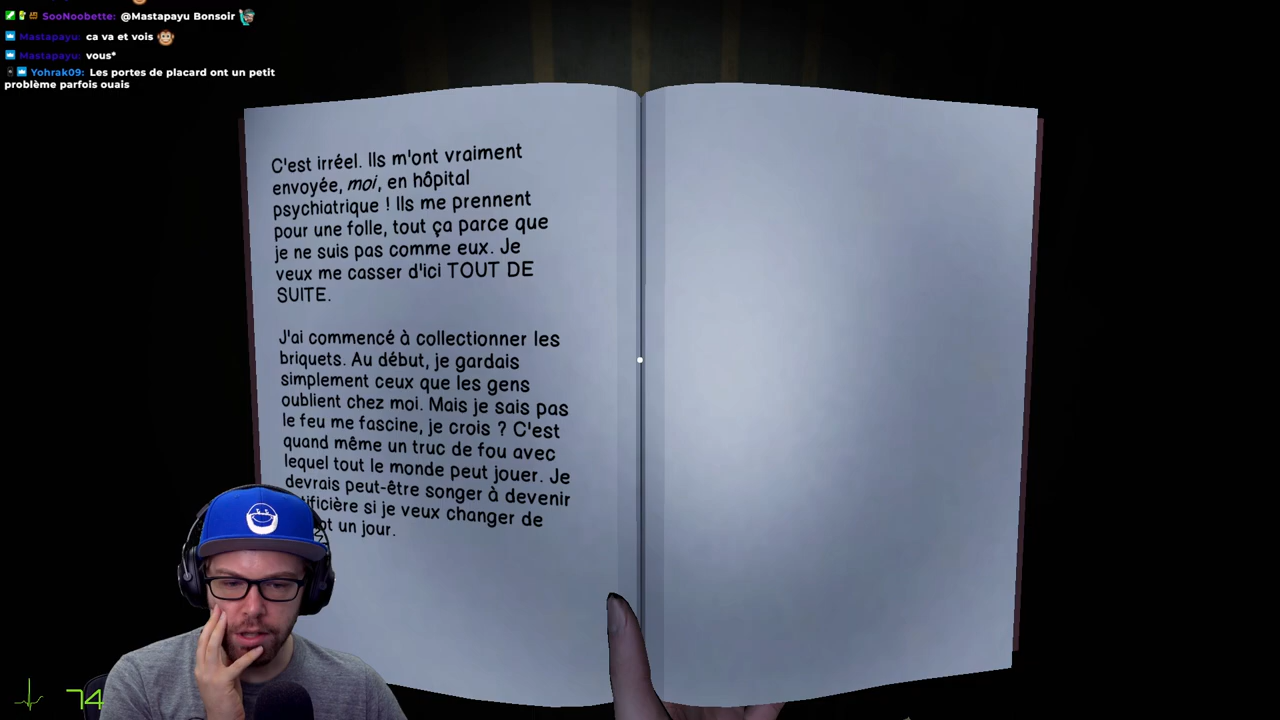 SooNoobette: @Mastapayu Bonsoir
Mastapayu: ca va et vois
Mastapayu: vous*
Yohrak09: Les portes de placard ont un petit
problème parfois ouais
C'est irréel. Ils m'ont vraiment
envoyée, moi, en hôpital
psychiatrique ! Ils me prennent
pour une folle, tout ça parce que
je ne suis pas comme eux. Je
veux me casser d'ici TOUT DE
SUITE.
J'ai commencé à collectionner les
briquets. Au début, je gardais
simplement ceux que les gens
oublient chez moi. Mais je sais pas
le feu me fascine, je crois ? C'est
quand même un truc de fou avec
lequel tout le monde peut jouer. Je
devrais peut-être songer à devenir
si je veux changer de
un jour.
74